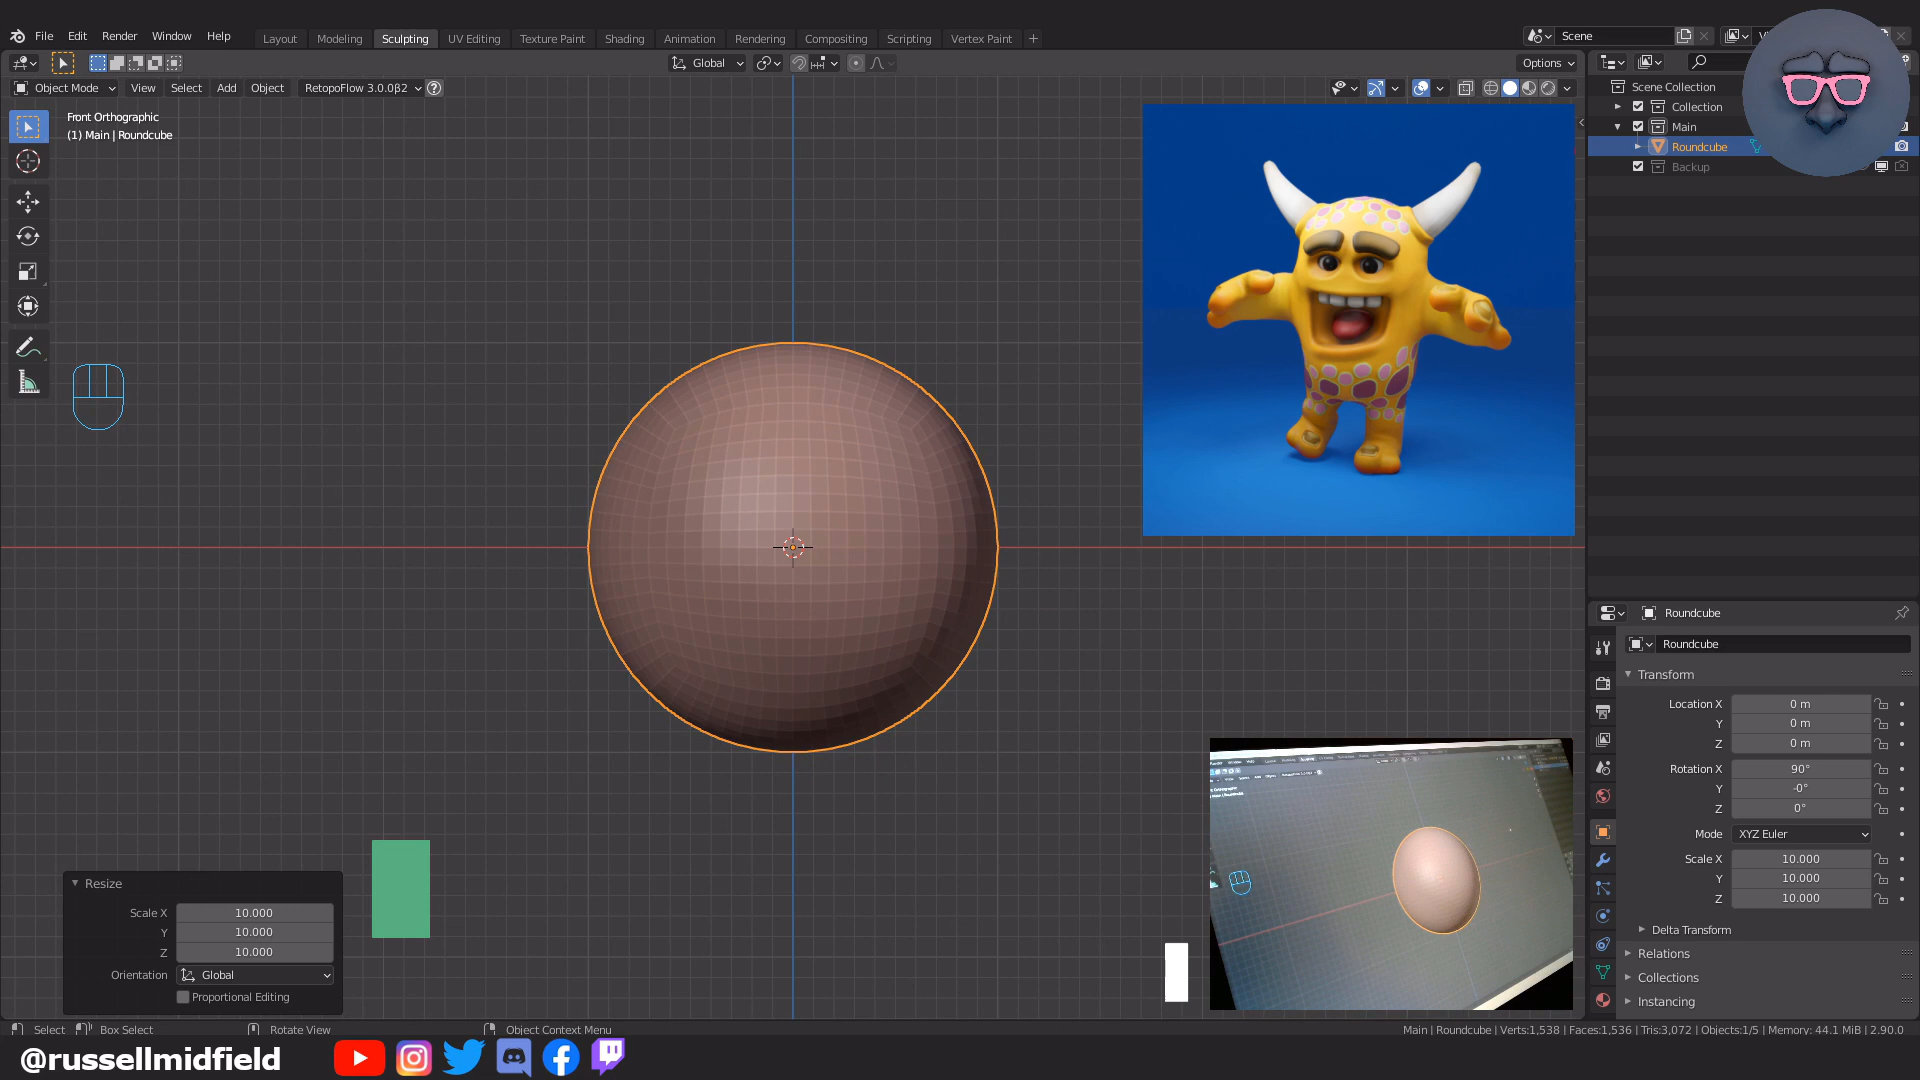 File Edit Render Window Help
Layout Modeling Sculpting UV Editing Texture Paint Shading Animation Rendering Compositing Scripting Vertex Paint +
Scene
Global
Options
Object Mode View Select Add Object RetopoFlow 3.0.0β2 ?
Front Orthographic
(1) Main | Roundcube
Scene Collection
Collection
Main
Roundcube
Backup
Roundcube
Roundcube
Transform
Location X 0 m
Y 0 m
Z 0 m
Rotation X 90°
Y -0°
Z 0°
Mode XYZ Euler
Scale X 10.000
Y 10.000
Z 10.000
Delta Transform
Relations
Collections
Instancing
Resize
Scale X 10.000
Y 10.000
Z 10.000
Orientation Global
Proportional Editing
Select Box Select Rotate View Object Context Menu
Main | Roundcube | Verts:1,538 | Faces:1,536 | Tris:3,072 | Objects:1/5 | Memory: 44.1 MiB | 2.90.0
@russellmidfield